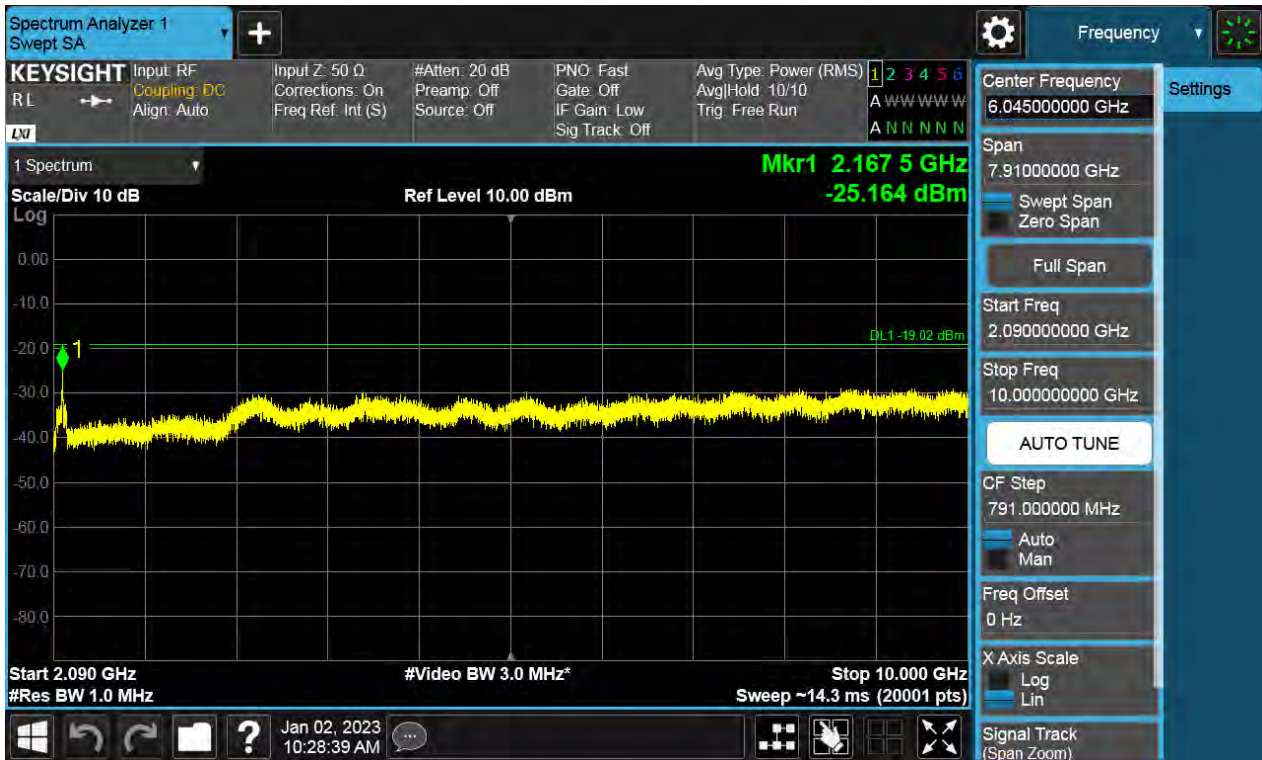 Spectrum Analyzer 1
Swept SA
+
Frequency
KEYSIGHT
RL
LXI
Input: RF
Coupling: DC
Align: Auto
Input Z: 50 Ω
Corrections: On
Freq Ref: Int (S)
#Atten: 20 dB
Preamp: Off
Source: Off
PNO: Fast
Gate: Off
IF Gain: Low
Sig Track: Off
Avg Type: Power (RMS)
Avg|Hold: 10/10
Trig: Free Run
1 2 3 4 5 6
A W W W W W
A N N N N N
1 Spectrum
Scale/Div 10 dB
Log
Ref Level 10.00 dBm
Mkr1 2.167 5 GHz
-25.164 dBm
0.00
-10.0
DL1 -19.02 dBm
-20.0
1
-30.0
-40.0
-50.0
-60.0
-70.0
-80.0
Start 2.090 GHz
#Video BW 3.0 MHz*
Stop 10.000 GHz
#Res BW 1.0 MHz
Sweep ~14.3 ms (20001 pts)
?
Jan 02, 2023
10:28:39 AM
Center Frequency
6.045000000 GHz
Settings
Span
7.91000000 GHz
Swept Span
Zero Span
Full Span
Start Freq
2.090000000 GHz
Stop Freq
10.000000000 GHz
AUTO TUNE
CF Step
791.000000 MHz
Auto
Man
Freq Offset
0 Hz
X Axis Scale
Log
Lin
Signal Track
(Span Zoom)